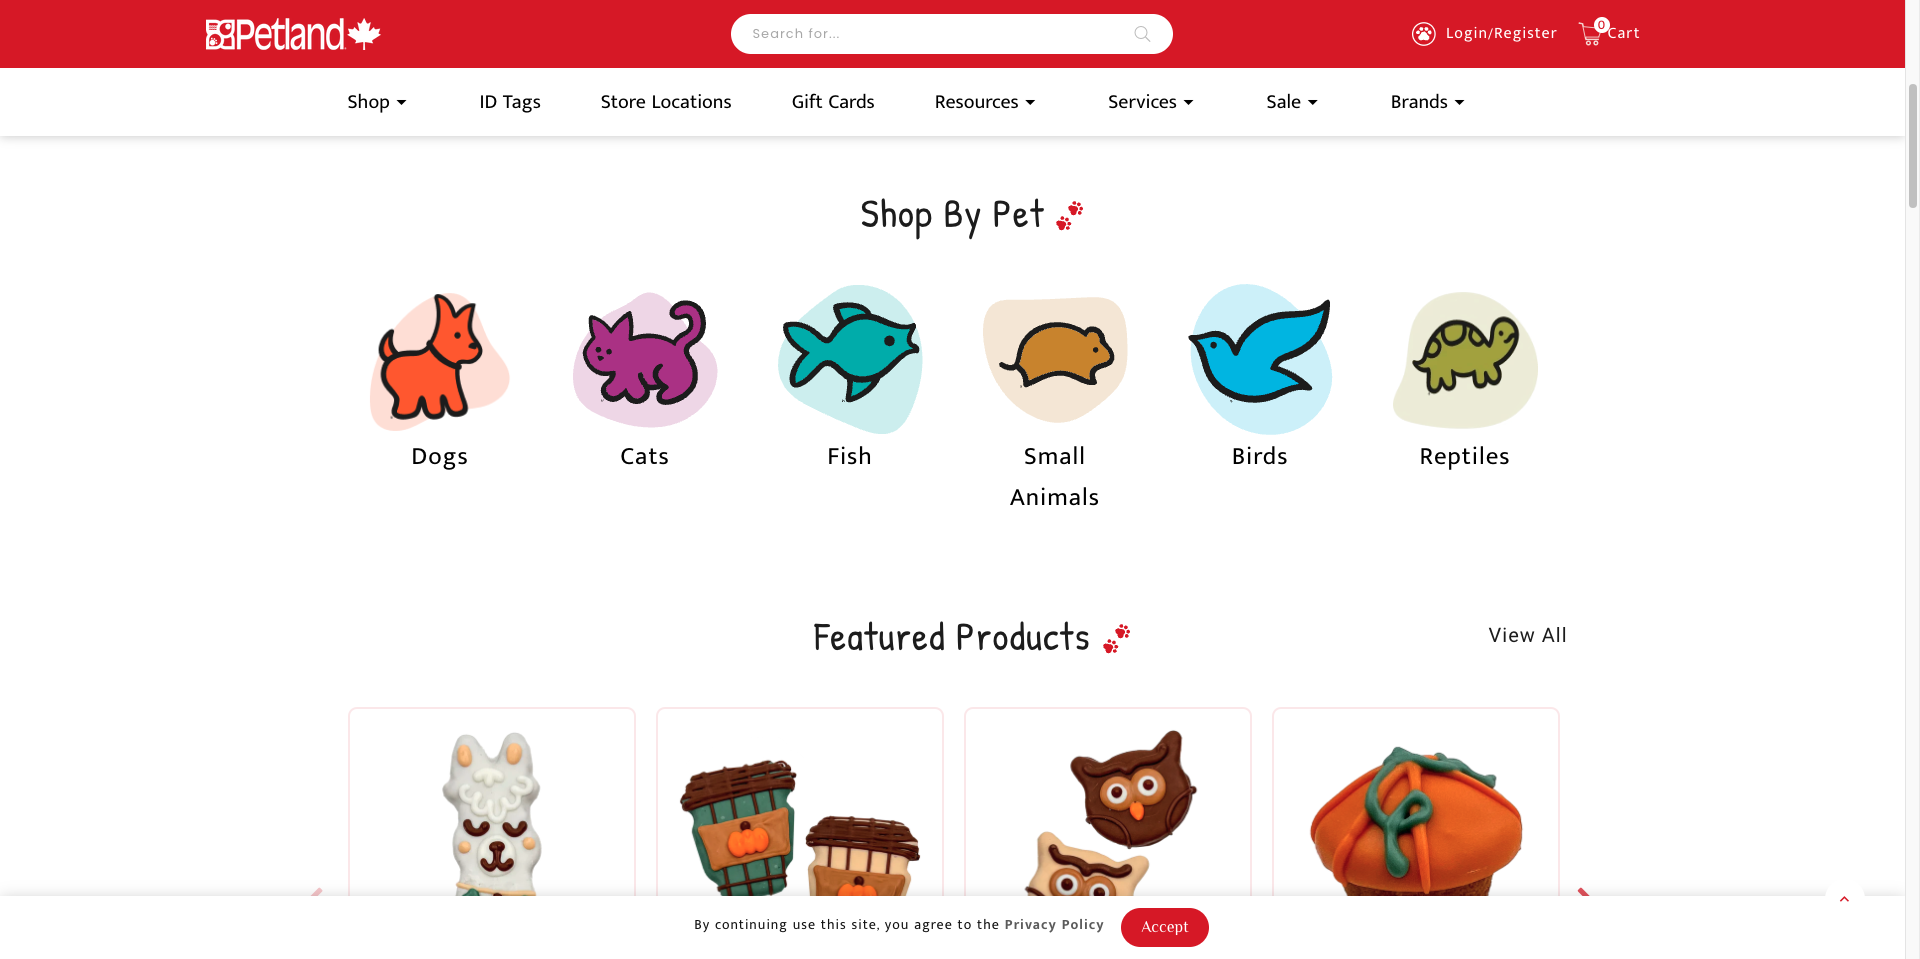 Petland
Search for...
Login/Register
0
Cart
Shop
ID Tags
Store Locations
Gift Cards
Resources
Services
Sale
Brands
Shop By Pet
Dogs
Cats
Fish
Small
Animals
Birds
Reptiles
Featured Products
View All
By continuing use this site, you agree to the Privacy Policy
Accept